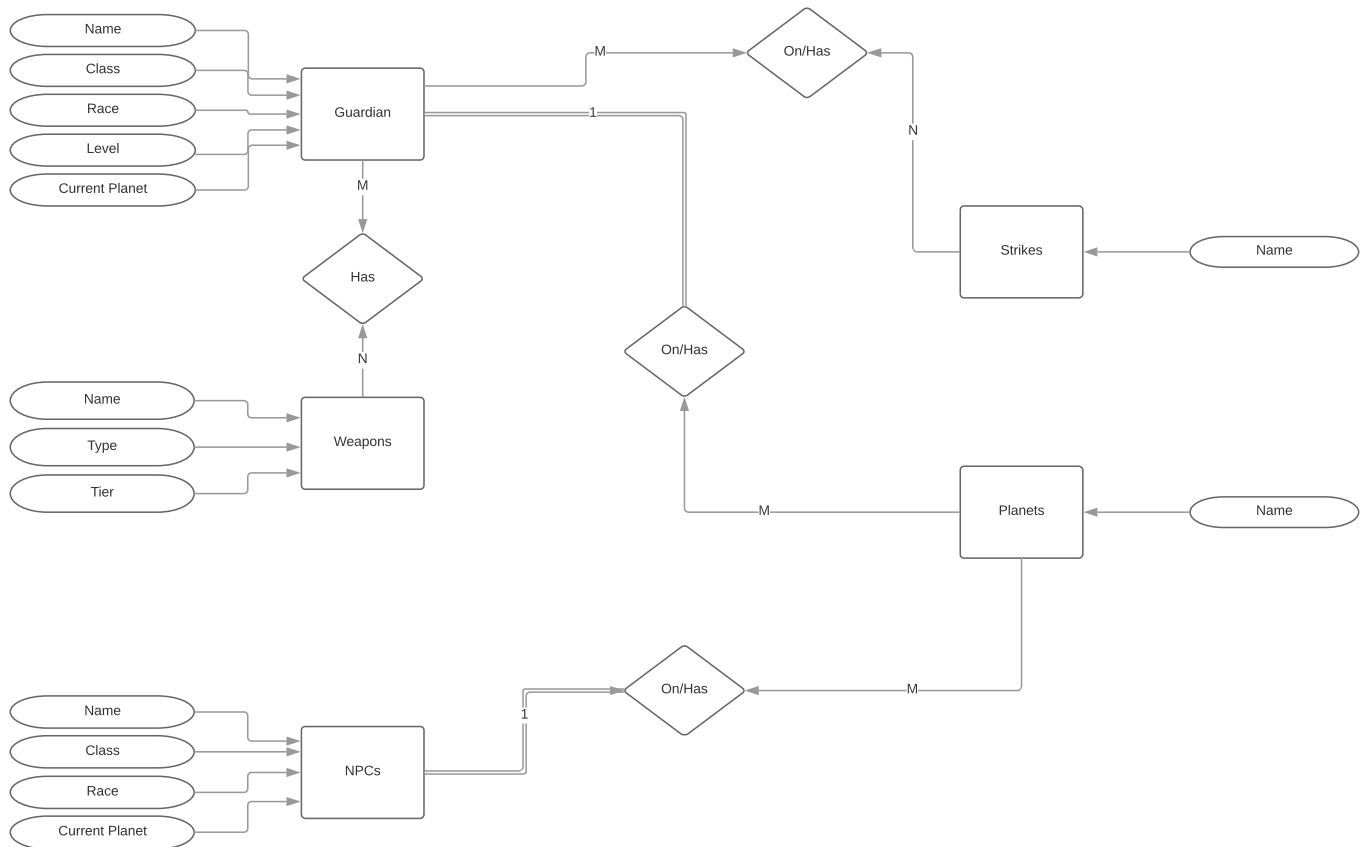 Name
Class
Race
Level
Current Planet
Guardian
M
On/Has
1
N
M
Has
N
Strikes
Name
On/Has
Name
Type
Tier
Weapons
M
Planets
Name
On/Has
M
1
Name
Class
Race
Current Planet
NPCs